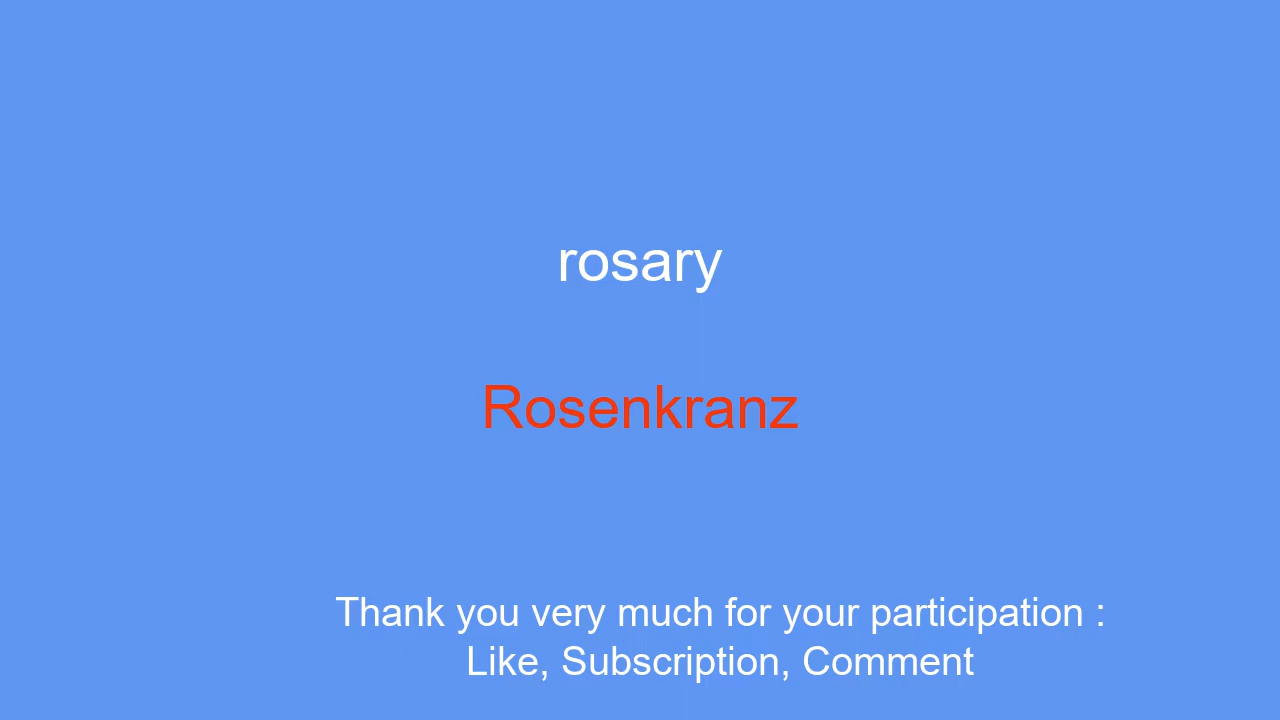 rosary
Rosenkranz
Thank you very much for your participation :
Like, Subscription, Comment